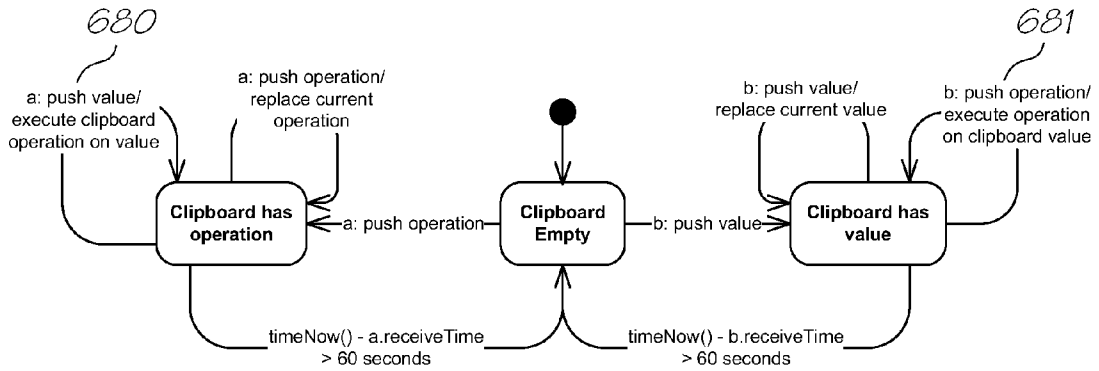 680
681
a: push value/
execute clipboard
operation on value
a: push operation/
replace current
operation
b: push value/
replace current value
b: push operation/
execute operation
on clipboard value
Clipboard has
operation
a: push operation
Clipboard
Empty
b: push value
Clipboard has
value
timeNow() - a.receiveTime
> 60 seconds
timeNow() - b.receiveTime
> 60 seconds